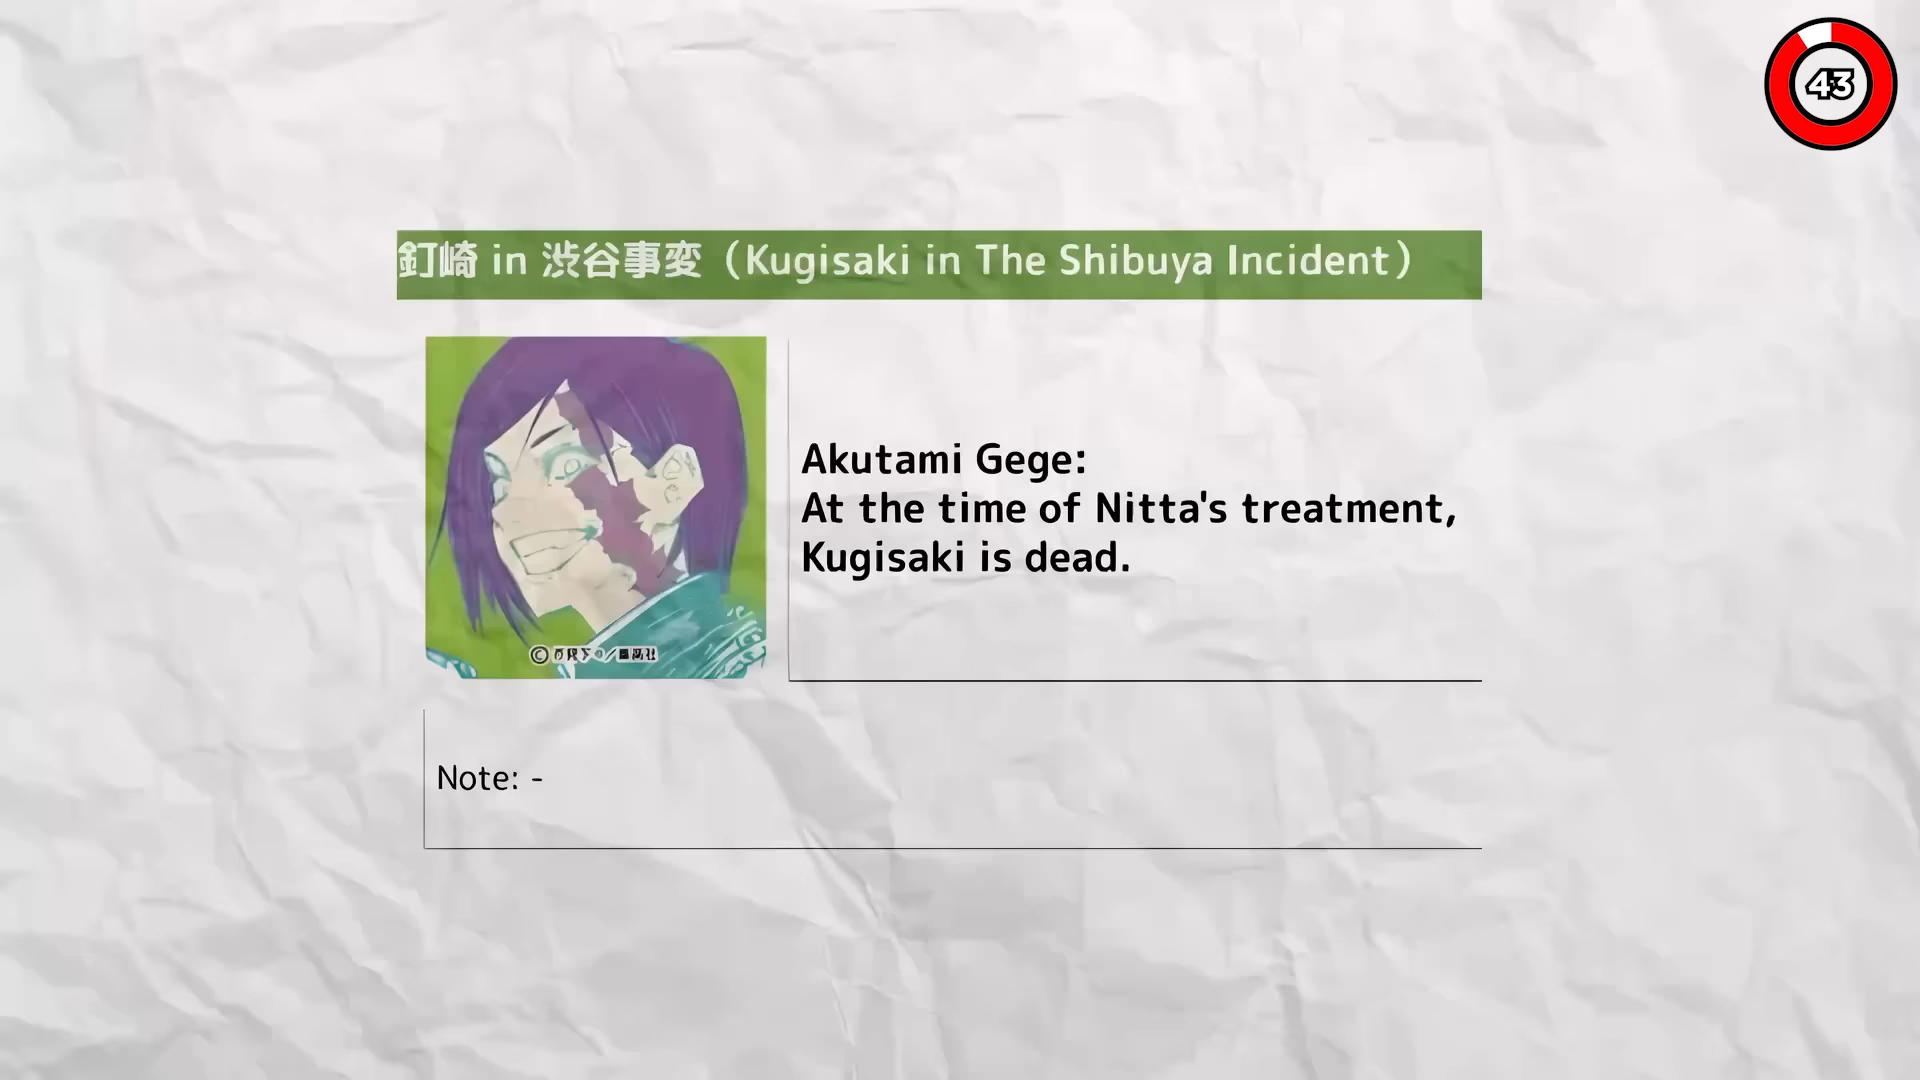 43
釘崎 in 渋谷事変（Kugisaki in The Shibuya Incident）
Akutami Gege:
At the time of Nitta's treatment,
Kugisaki is dead.
Note: -